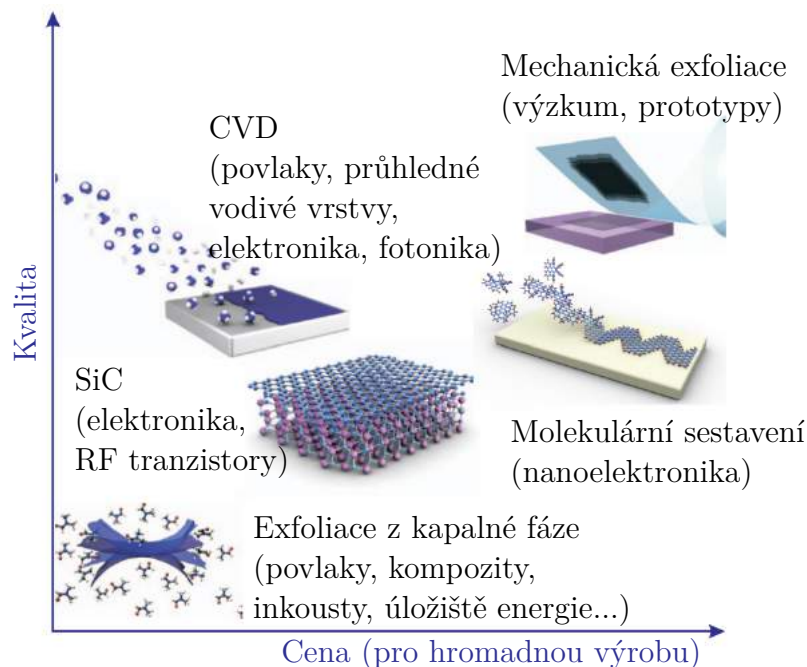 Mechanická exfoliace
(výzkum, prototypy)
CVD
(povlaky, průhledné
vodivé vrstvy,
elektronika, fotonika)
Kvalita
SiC
(elektronika,
RF tranzistory)
Molekulární sestavení
(nanoelektronika)
Exfoliace z kapalné fáze
(povlaky, kompozity,
inkousty, úložiště energie...)
Cena (pro hromadnou výrobu)